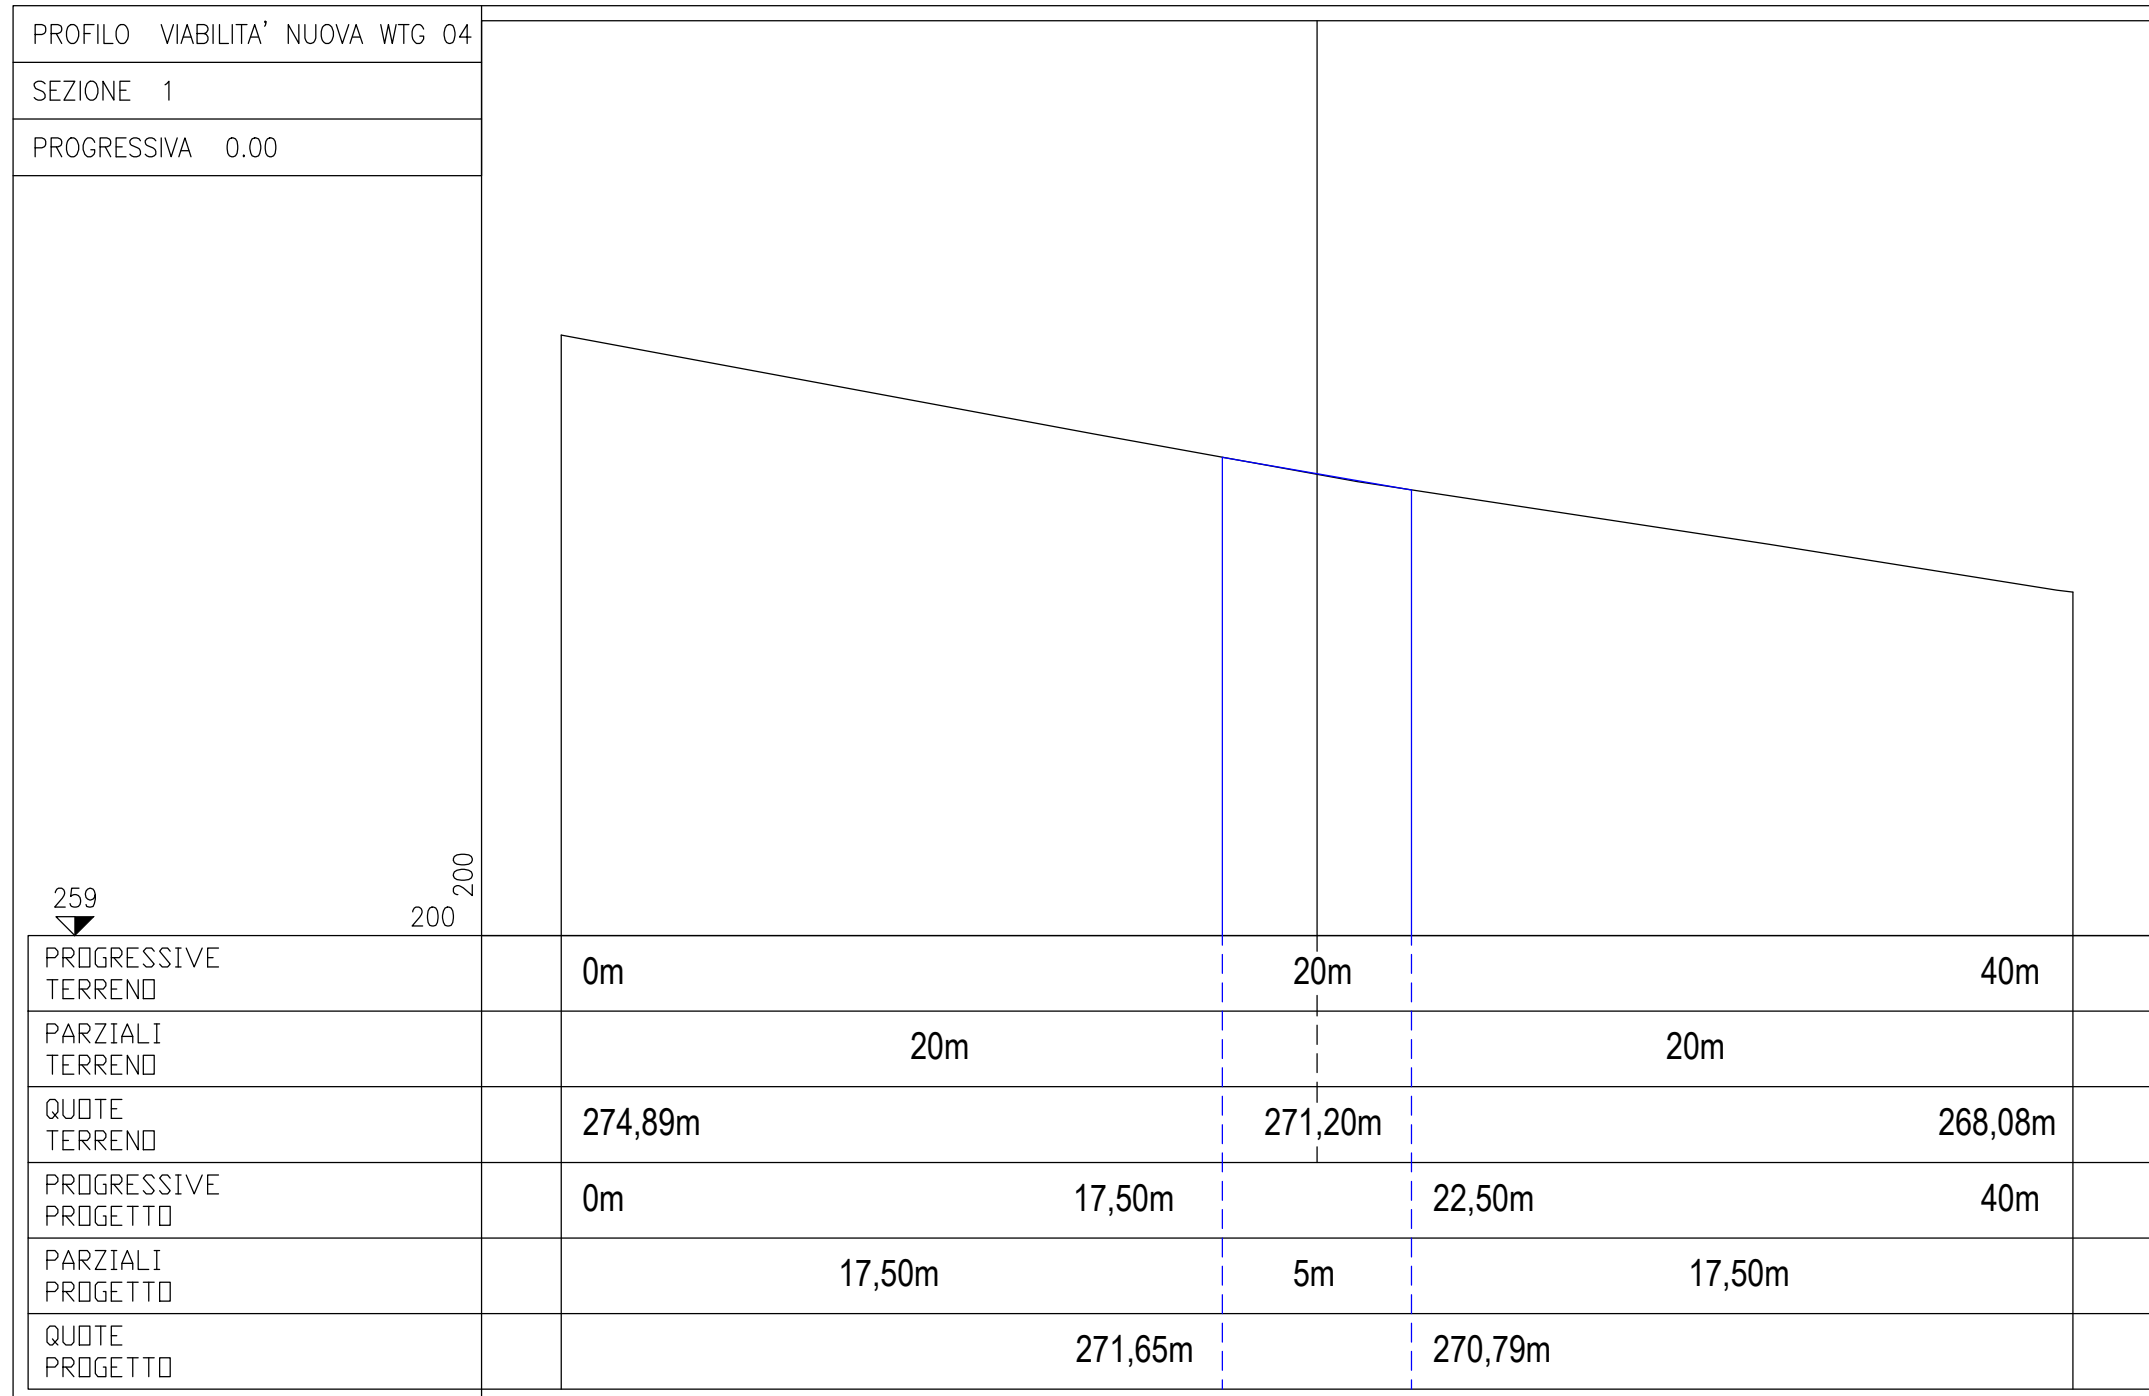 PROFILO VIABILITA' NUOVA WTG 04
SEZIONE 1
PROGRESSIVA 0.00
200
259
200
PROGRESSIVE
TERRENO
0m 20m 40m
PARZIALI
TERRENO
20m 20m
QUOTE
TERRENO
274,89m 271,20m 268,08m
PROGRESSIVE
PROGETTO
0m 17,50m 22,50m 40m
PARZIALI
PROGETTO
17,50m 5m 17,50m
QUOTE
PROGETTO
271,65m 270,79m